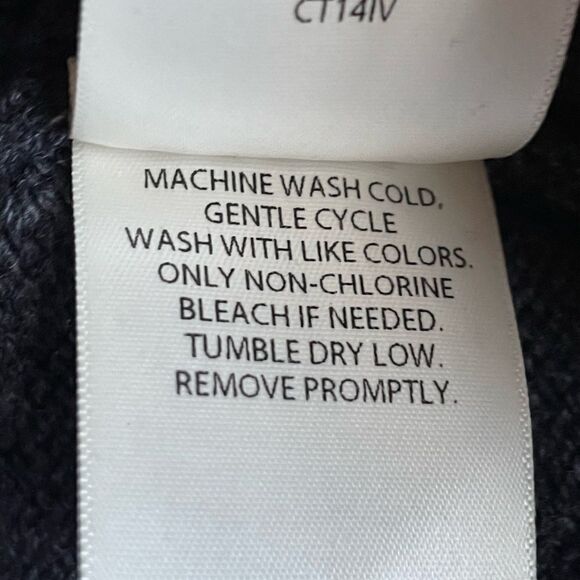 CT14IV
MACHINE WASH COLD,
GENTLE CYCLE
WASH WITH LIKE COLORS.
ONLY NON-CHLORINE
BLEACH IF NEEDED.
TUMBLE DRY LOW.
REMOVE PROMPTLY.